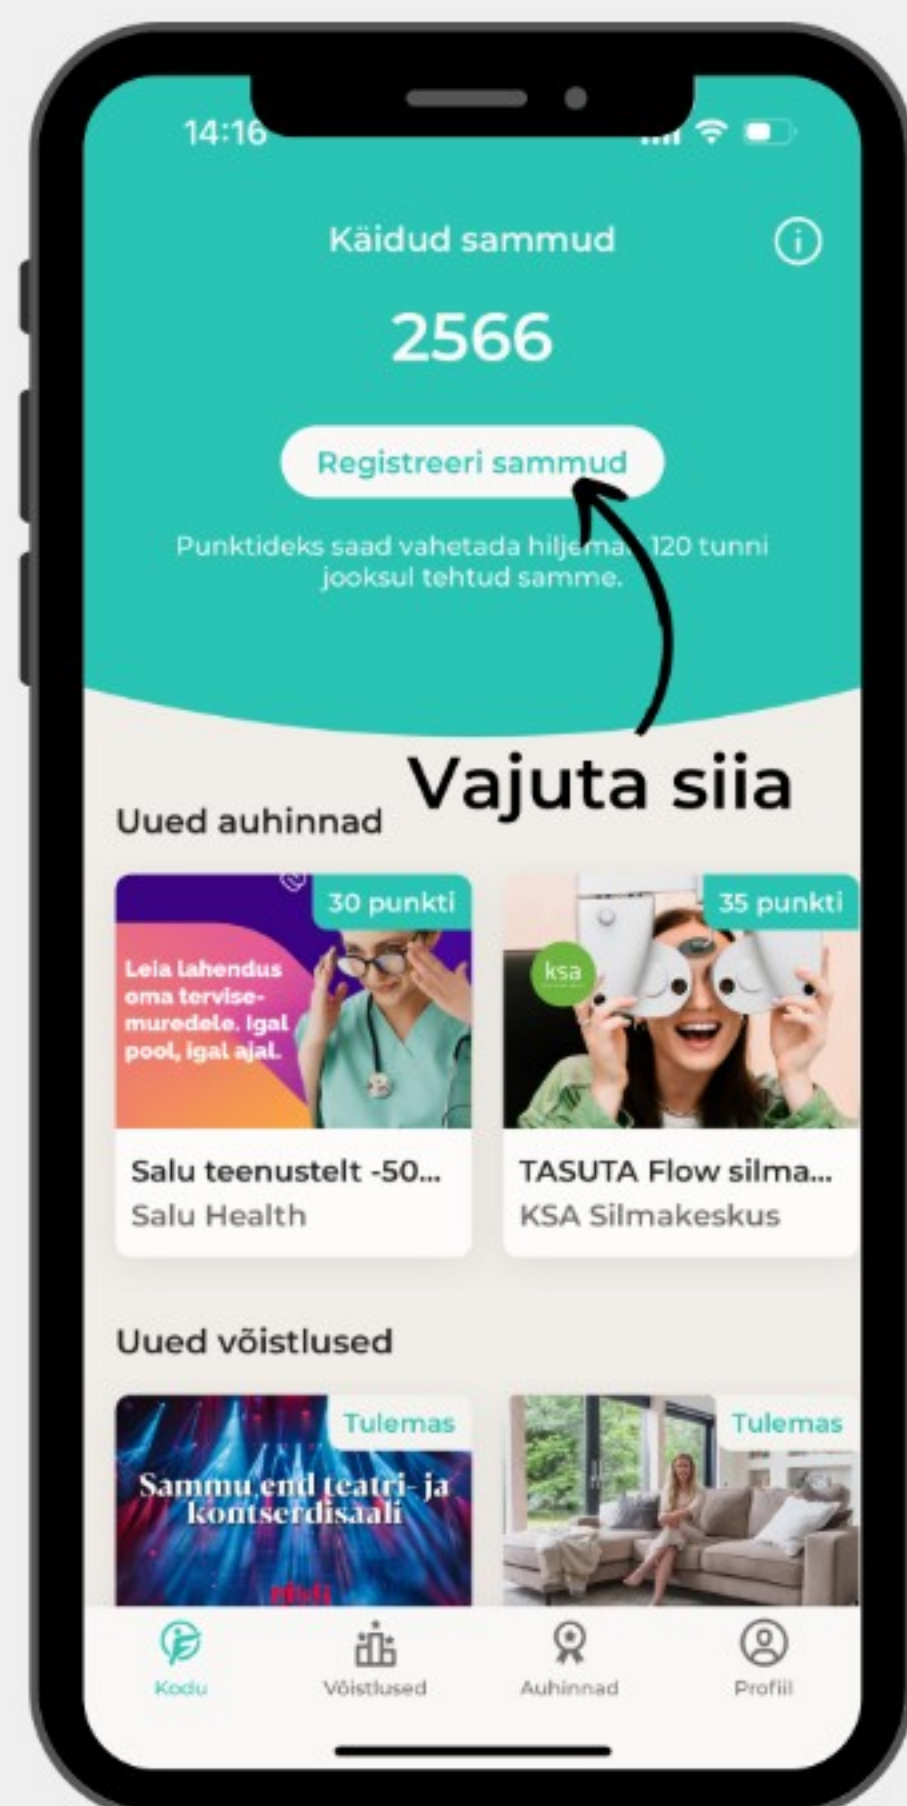 14:16
Käidud sammud
2566
Registreeri sammud
Punktideks saad vahetada 120 tunni
jooksul tehtud samme.
Vajuta siia
Uued auhinnad
30 punkti
Leia lahendus
oma tervise-
muredele. Igal
pool, igal ajal.
Salu teenustelt -50...
Salu Health
35 punkti
ksa
TASUTA Flow silma...
KSA Silmakeskus
Uued võistlused
Tulemas
Sammu end teatri- ja
kontserdisaali
Tulemas
Kodu
Võistlused
Auhinnad
Profiil